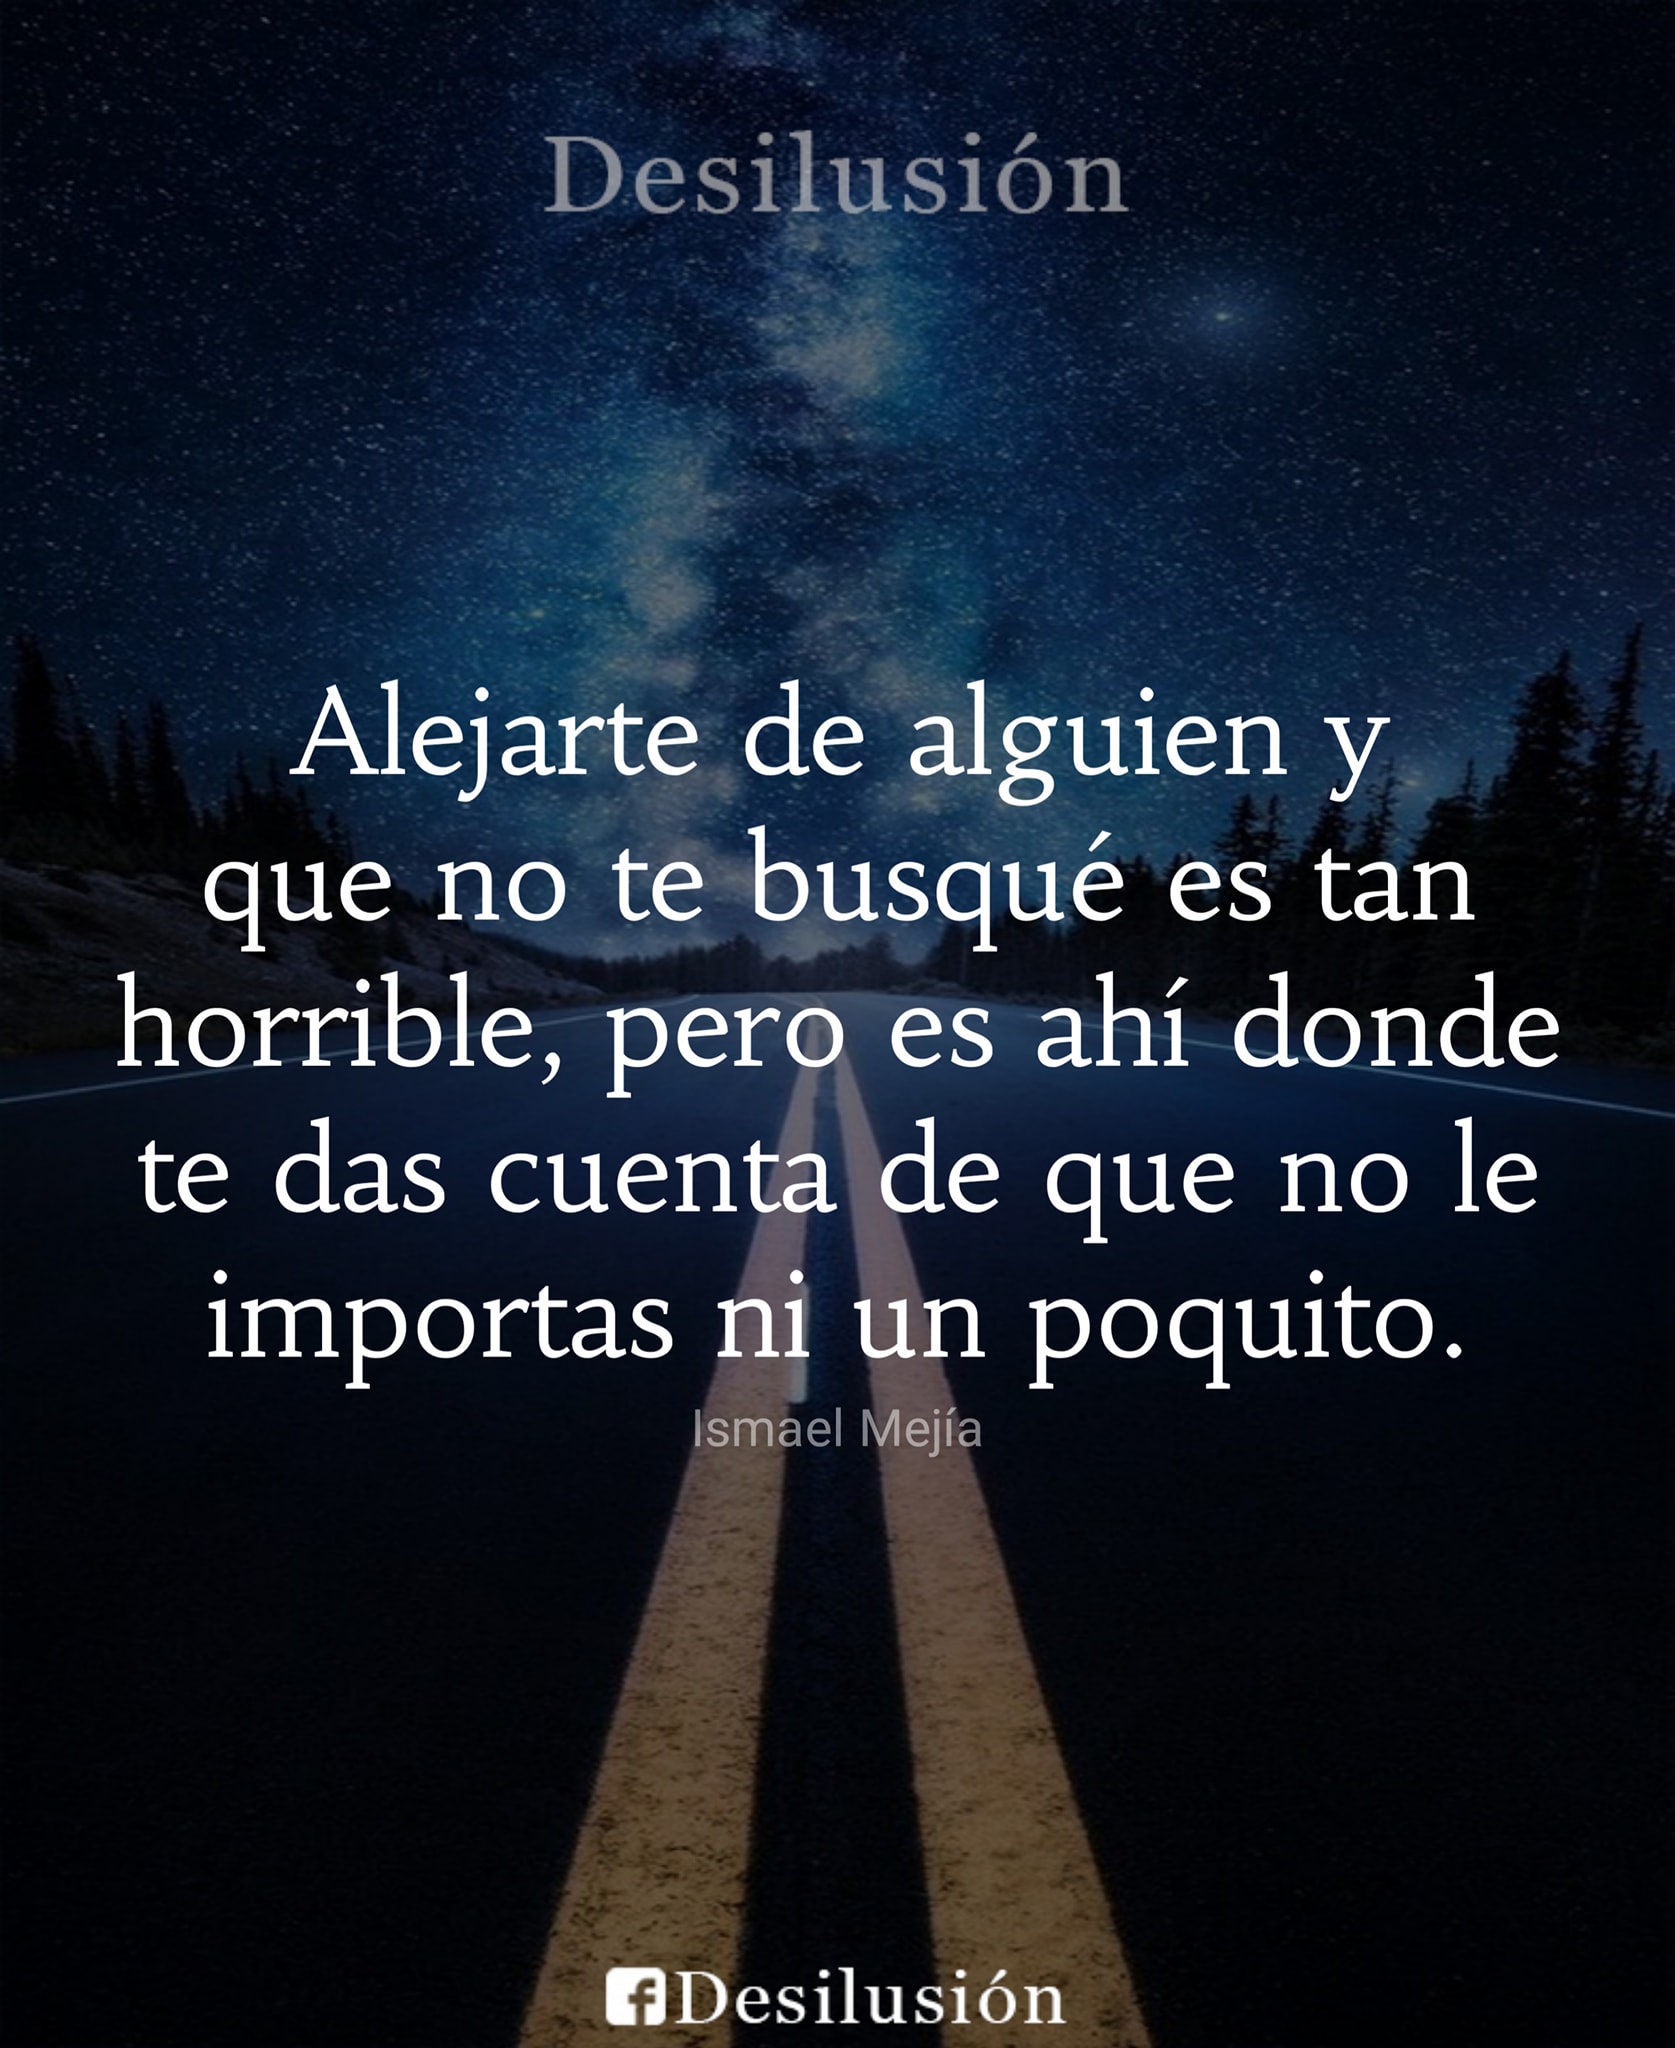 Desilusión
Alejarte de alguien y
que no te busqué es tan
horrible, pero es ahí donde
te das cuenta de que no le
importas ni un poquito.
Ismael Mejía
Desilusión